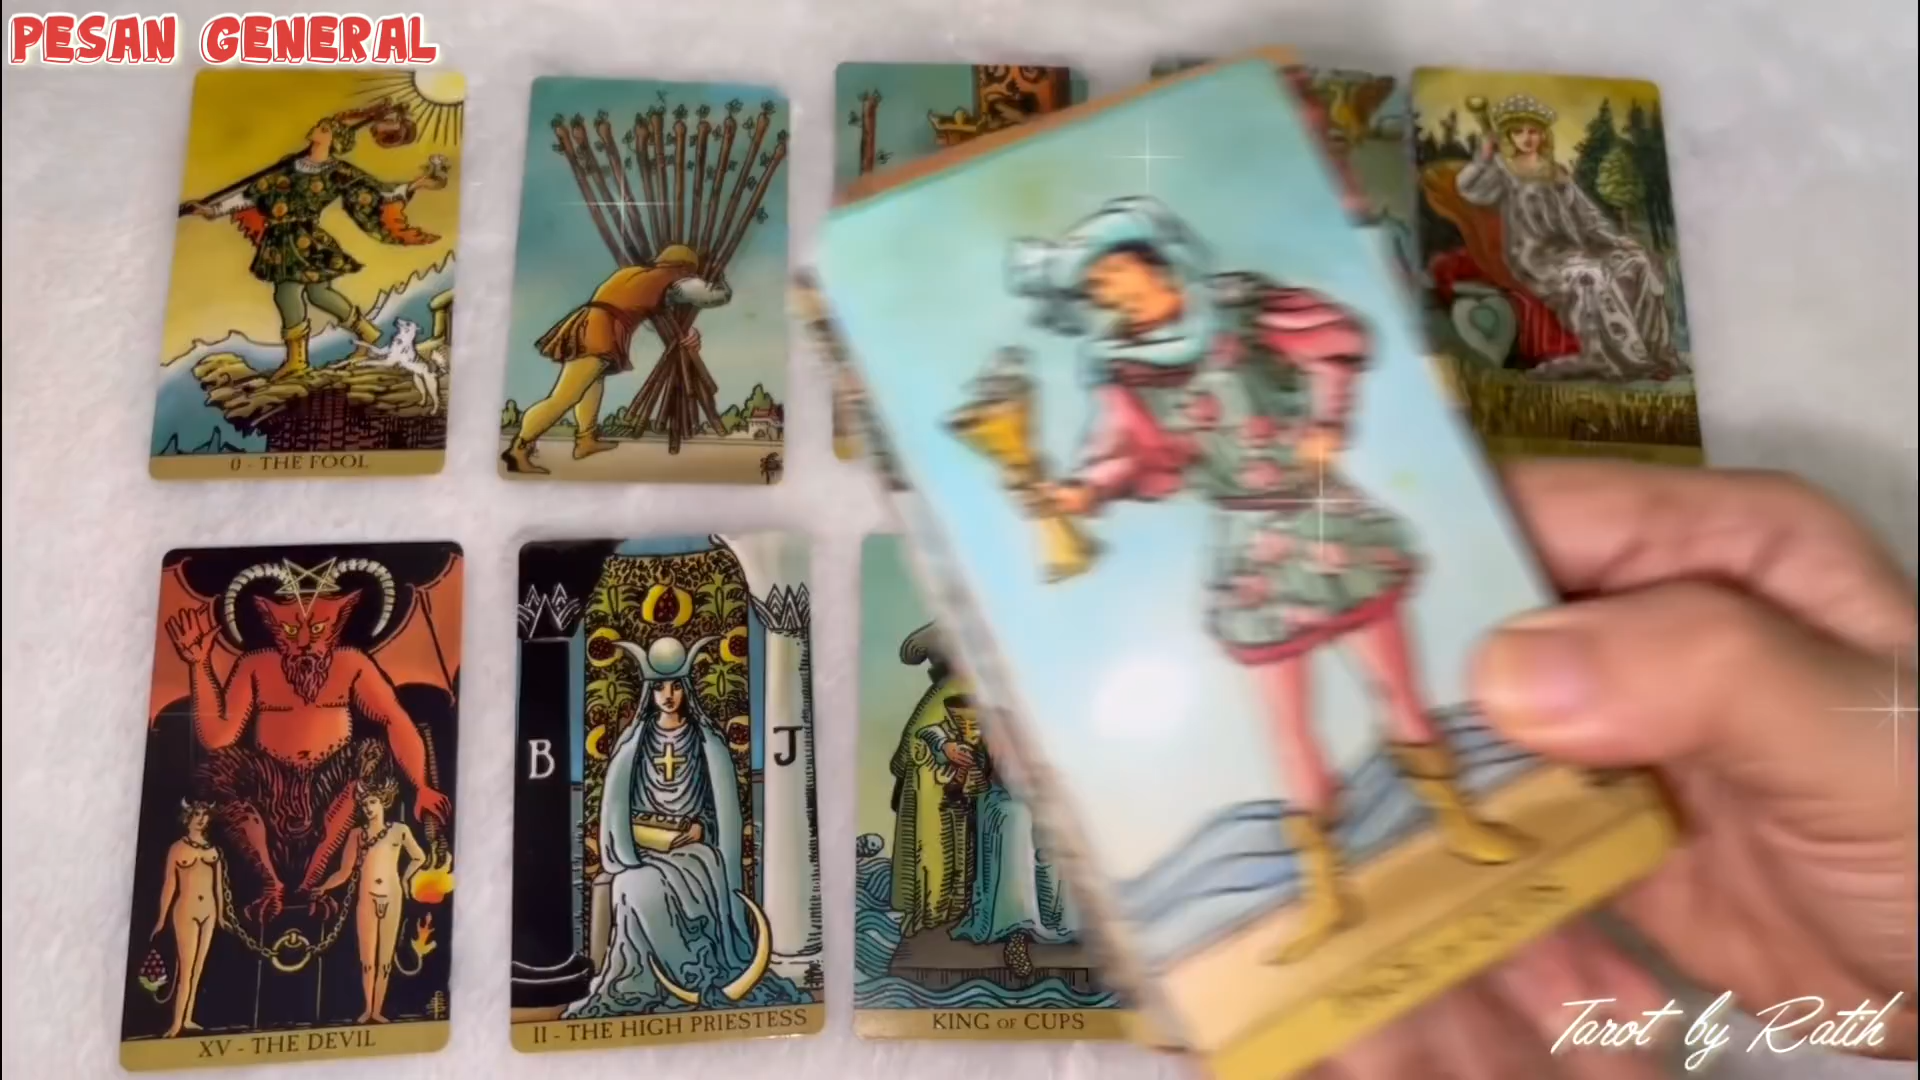 PESAN GENERAL
0 - THE FOOL
X
B
J
XV - THE DEVIL
II - THE HIGH PRIESTESS
KING OF CUPS
Tarot by Ratih